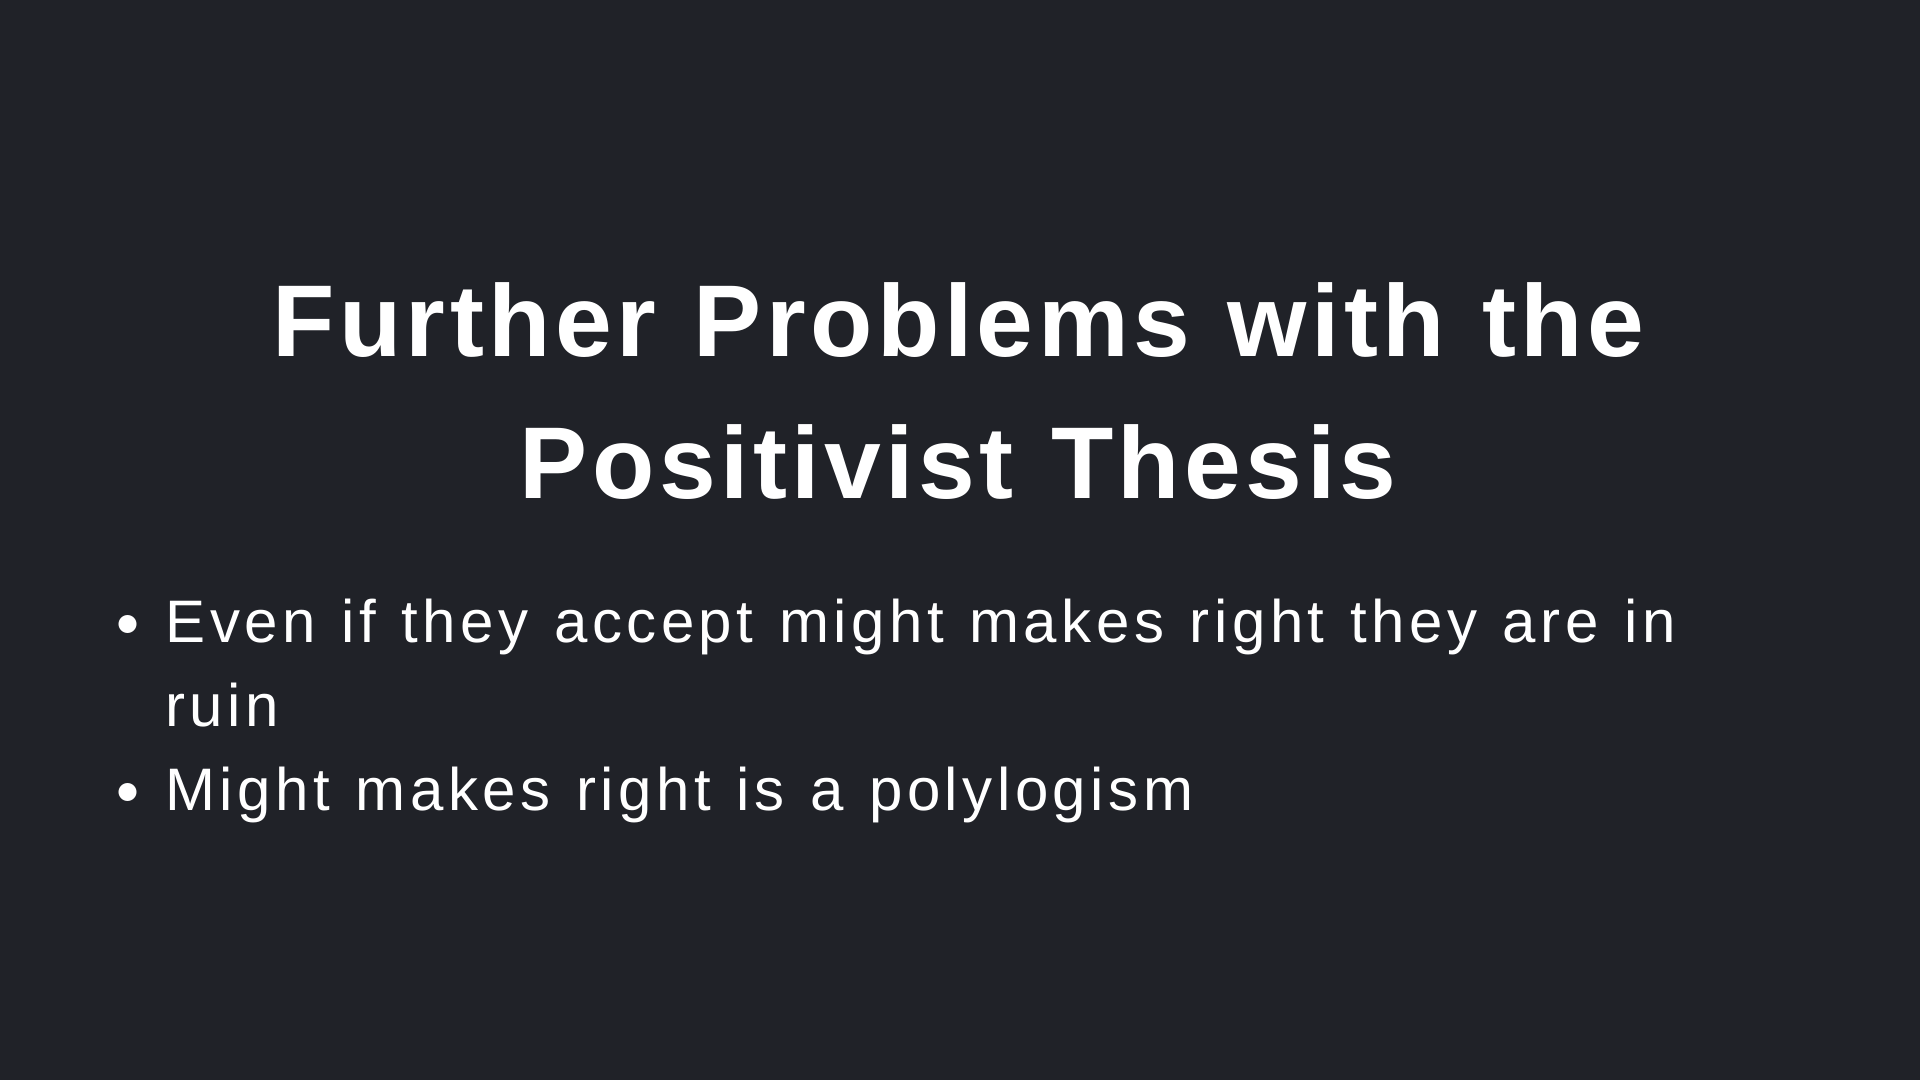 Further Problems with the
Positivist Thesis
• Even if they accept might makes right they are in
ruin
• Might makes right is a polylogism